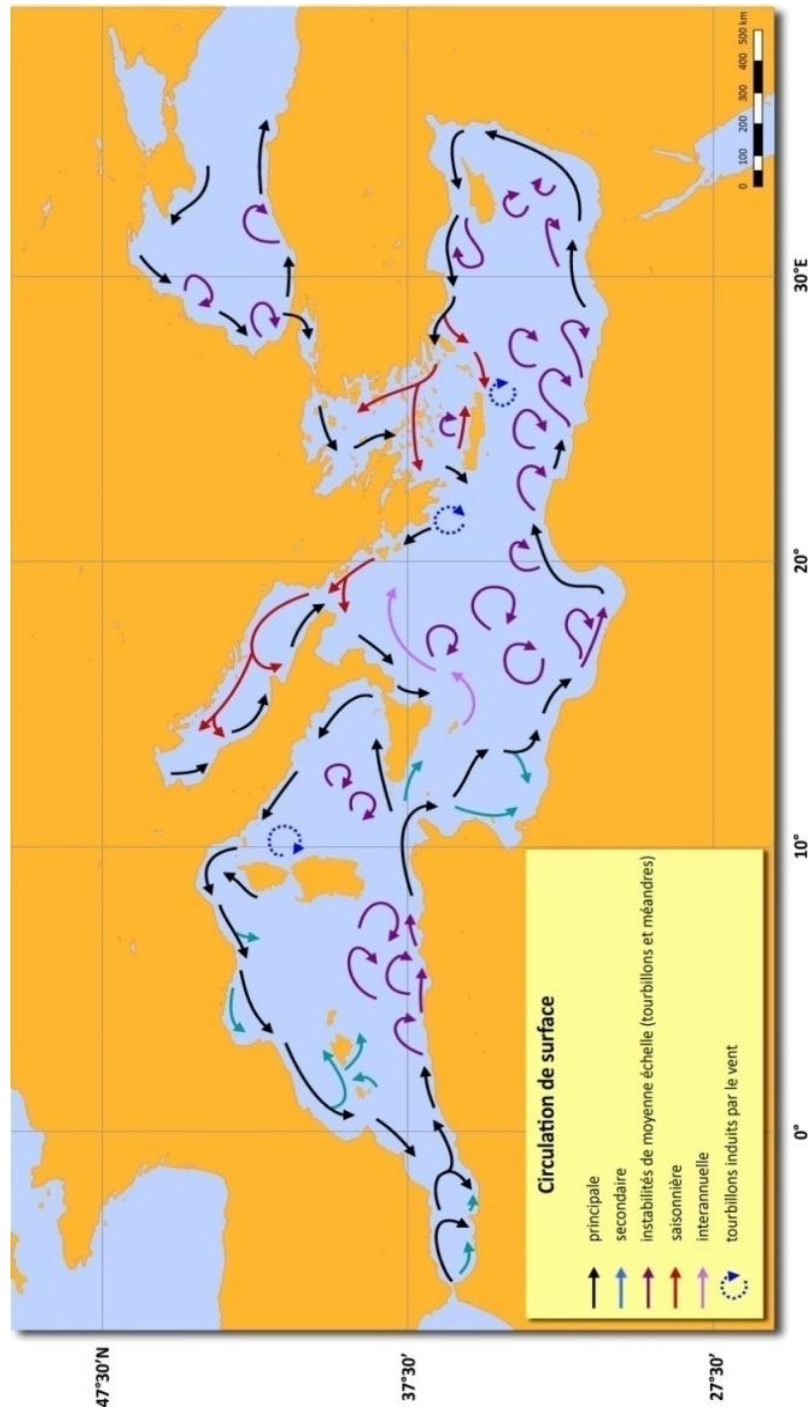 47°30'N
37°30'
27°30'
0°
10°
20°
30°E
0 100 200 300 400 500 km
Circulation de surface
principale
secondaire
instabilités de moyenne échelle (tourbillons et méandres)
saisonnière
interannuelle
tourbillons induits par le vent